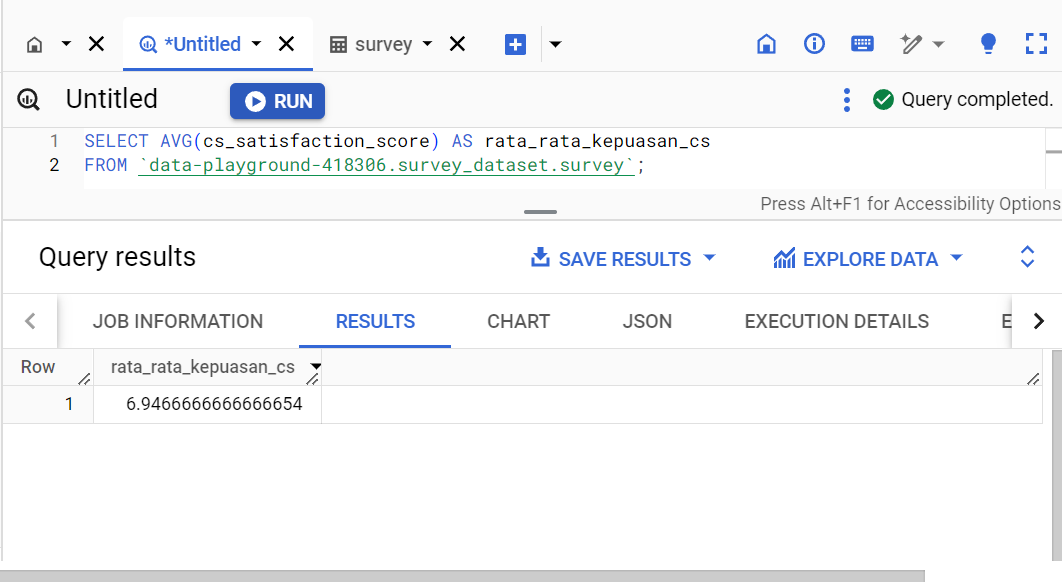 *Untitled
survey
Untitled
RUN
Query completed.
1 SELECT AVG(cs_satisfaction_score) AS rata_rata_kepuasan_cs
2 FROM `data-playground-418306.survey_dataset.survey`;
Press Alt+F1 for Accessibility Options
Query results
SAVE RESULTS
EXPLORE DATA
JOB INFORMATION RESULTS CHART JSON EXECUTION DETAILS
Row rata_rata_kepuasan_cs
1 6.9466666666666654